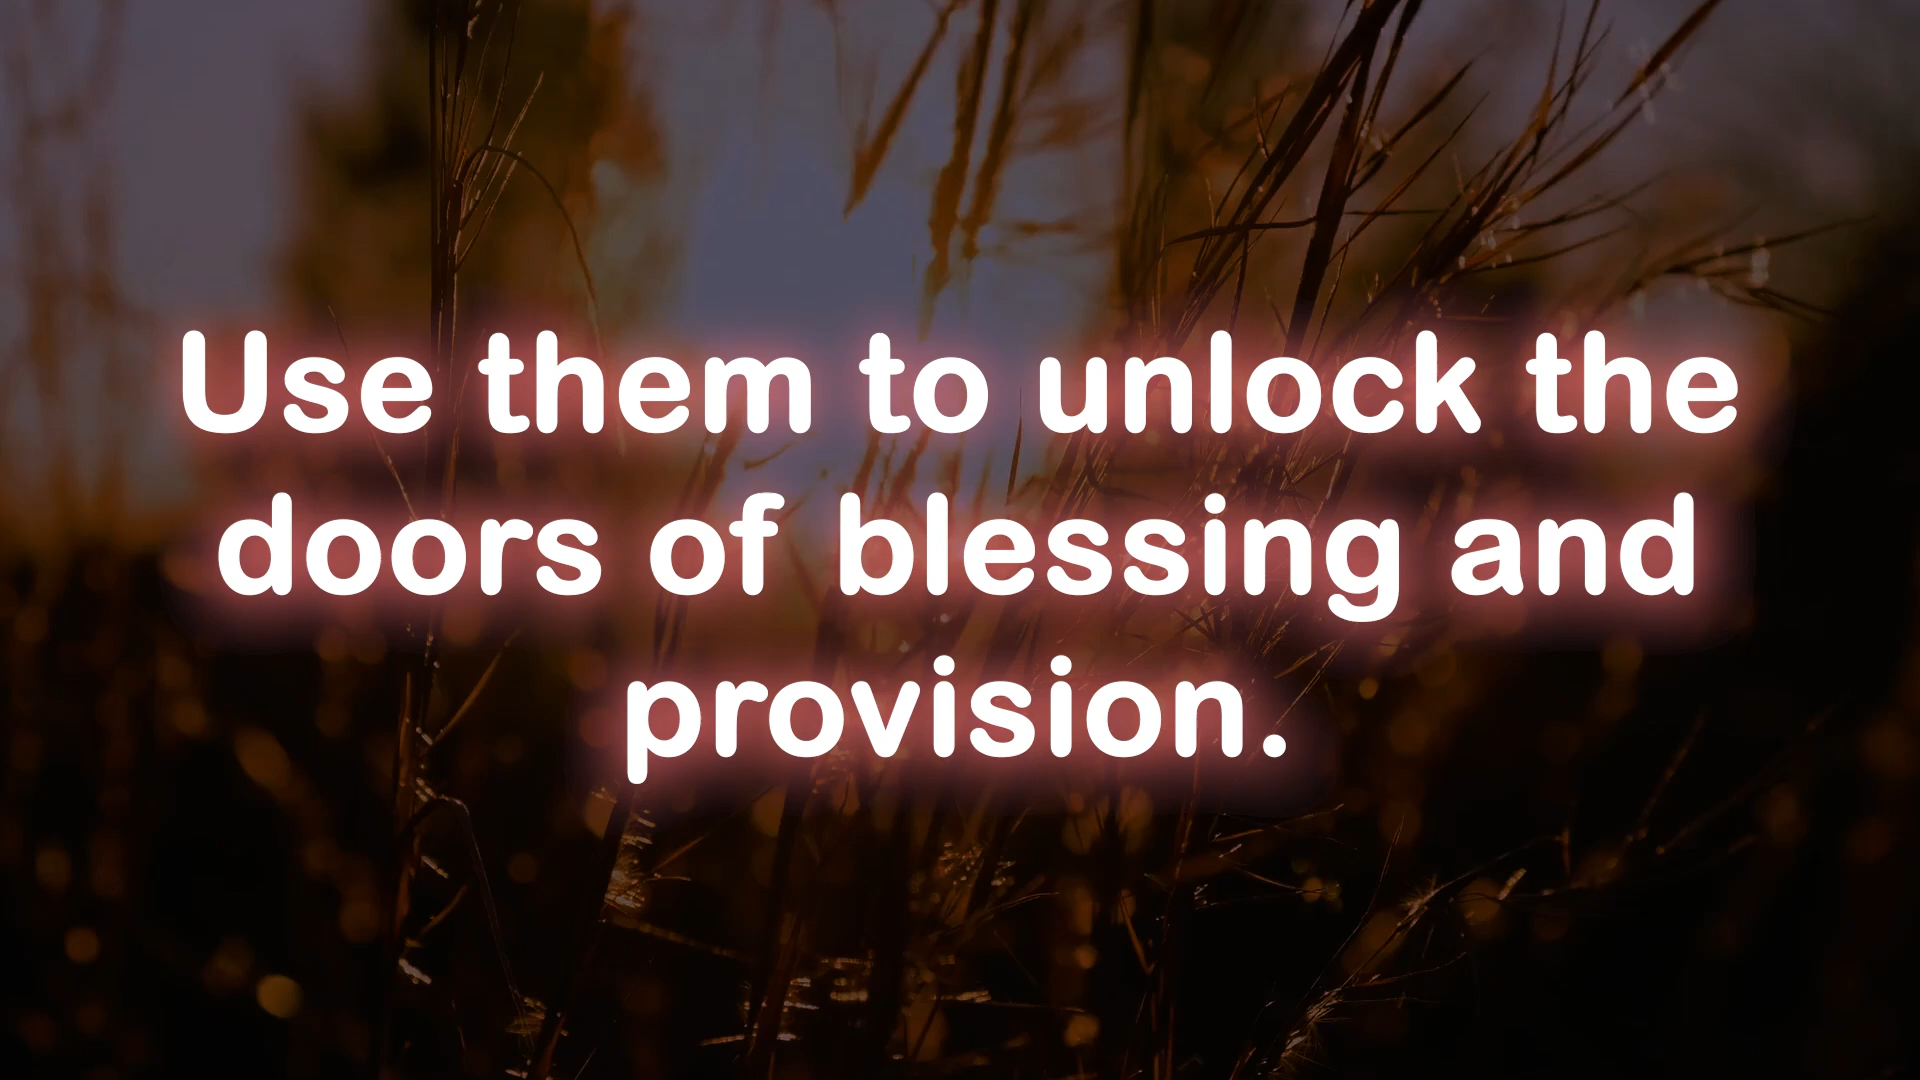 Use them to unlock the
doors of blessing and
provision.